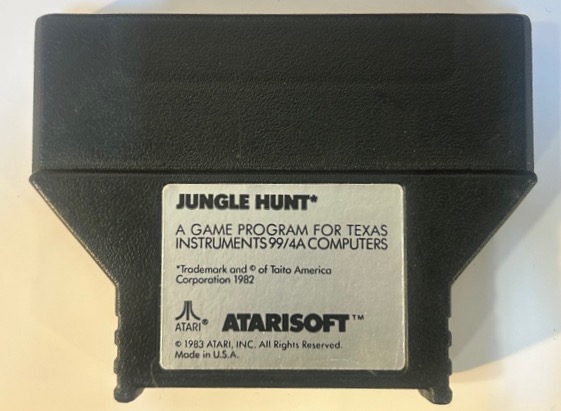 JUNGLE HUNT*
A GAME PROGRAM FOR TEXAS
INSTRUMENTS 99/4A COMPUTERS
*Trademark and © of Taito America
Corporation 1982
ATARI® ATARISOFT™
© 1983 ATARI, INC. All Rights Reserved.
Made in U.S.A.